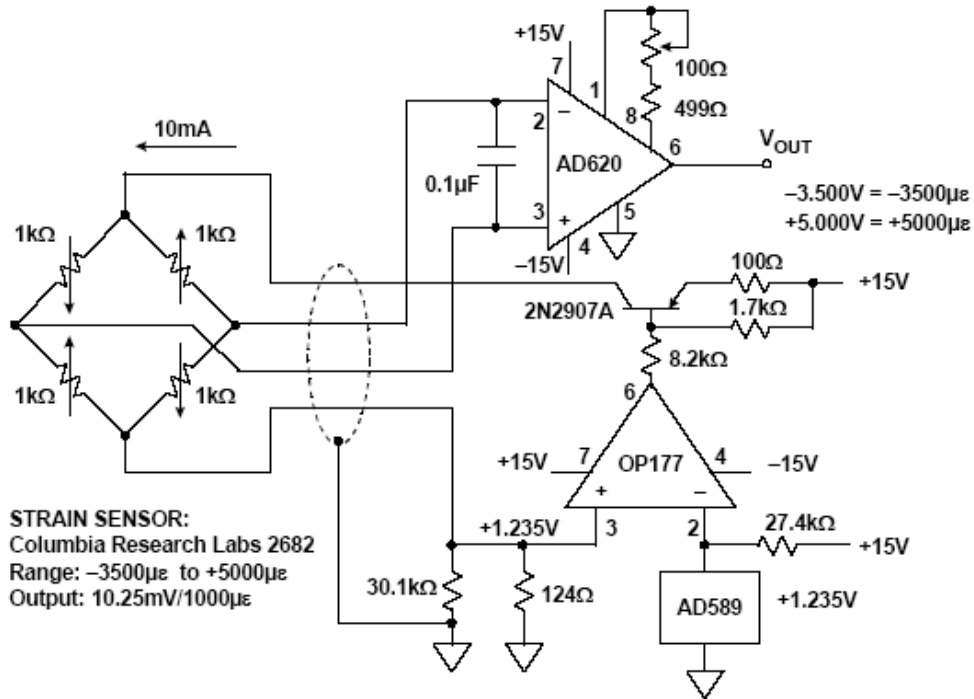 +15V
7
1
100Ω
499Ω
8
10mA
2
–
6
VOUT
0.1µF
AD620
3
+
5
4
–15V
–3.500V = –3500µε
+5.000V = +5000µε
1kΩ
1kΩ
100Ω
+15V
2N2907A
1.7kΩ
8.2kΩ
1kΩ
1kΩ
6
+15V
7
OP177
4
–15V
+
–
STRAIN SENSOR:
Columbia Research Labs 2682
Range: –3500µε to +5000µε
Output: 10.25mV/1000µε
+1.235V
3
2
27.4kΩ
+15V
30.1kΩ
124Ω
AD589
+1.235V